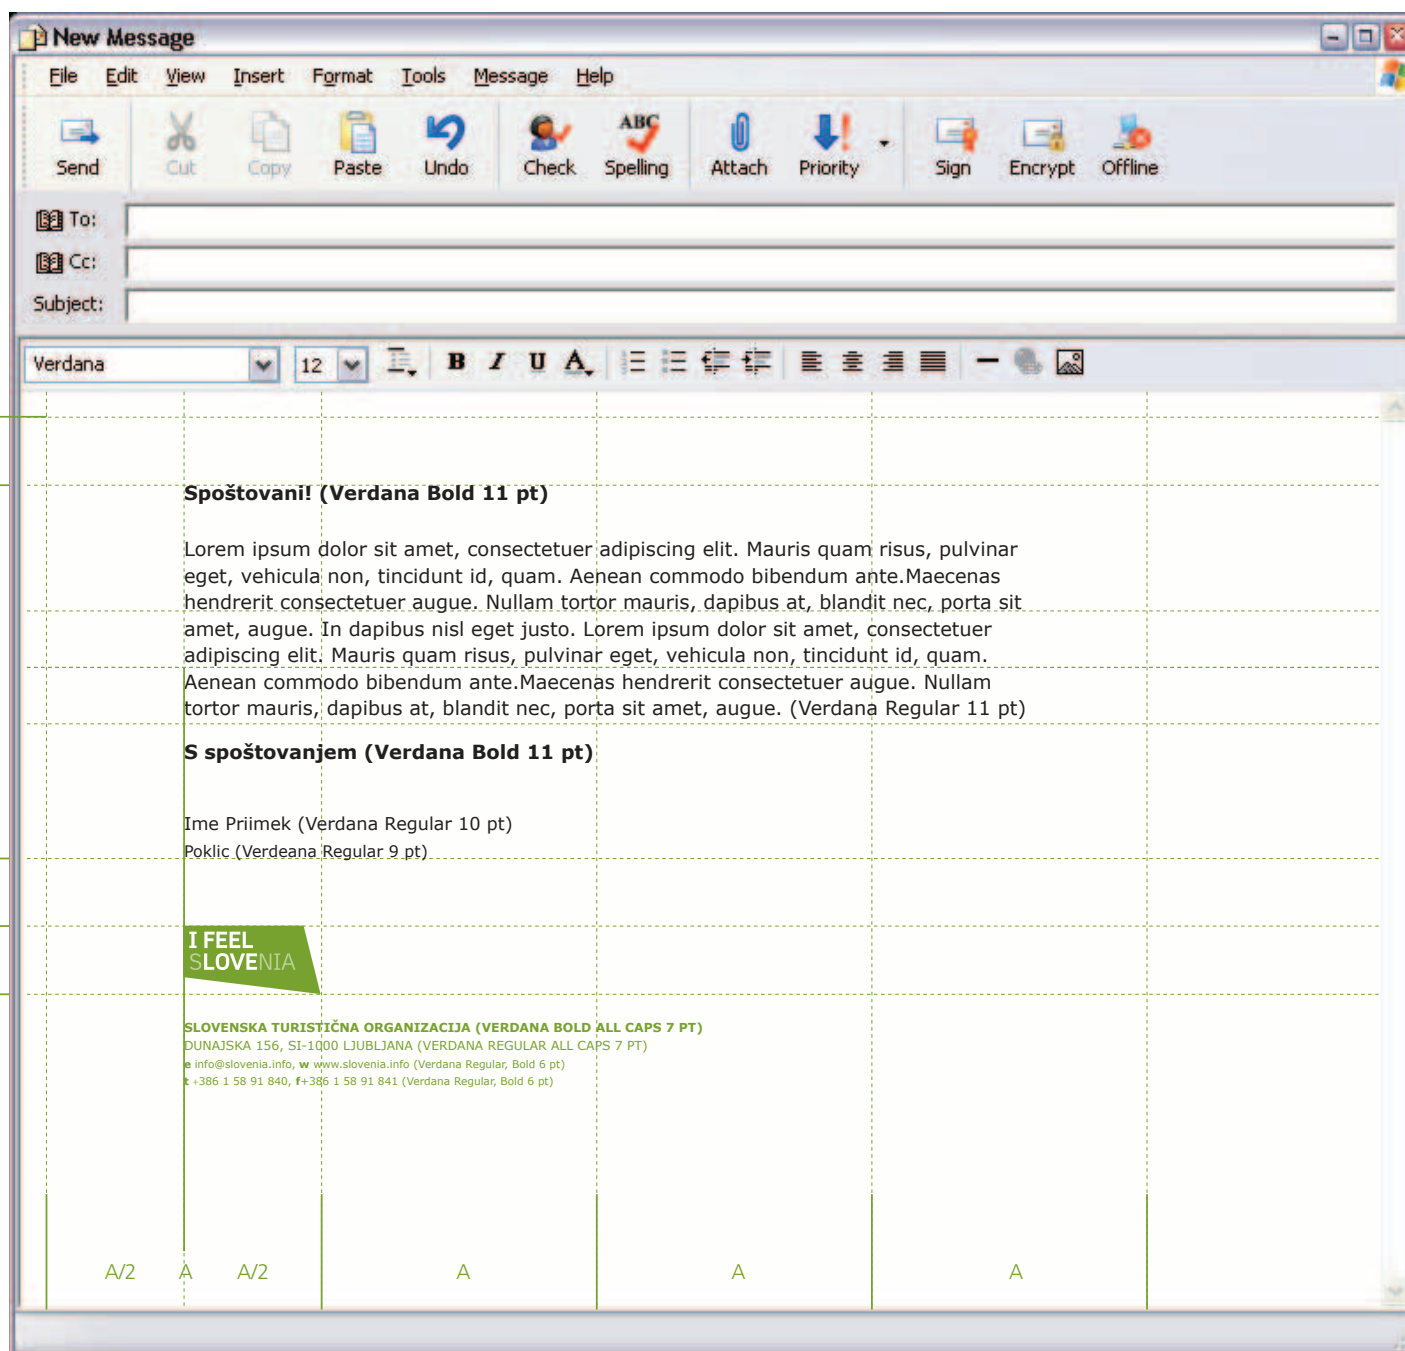 New Message
File Edit View Insert Format Tools Message Help
ABC
Send Cut Copy Paste Undo Check Spelling Attach Priority Sign Encrypt Offline
To:
Cc:
Subject:
Verdana 12 B I U A
Spoštovani! (Verdana Bold 11 pt)
Lorem ipsum dolor sit amet, consectetuer adipiscing elit. Mauris quam risus, pulvinar
eget, vehicula non, tincidunt id, quam. Aenean commodo bibendum ante.Maecenas
hendrerit consectetuer augue. Nullam tortor mauris, dapibus at, blandit nec, porta sit
amet, augue. In dapibus nisl eget justo. Lorem ipsum dolor sit amet, consectetuer
adipiscing elit. Mauris quam risus, pulvinar eget, vehicula non, tincidunt id, quam.
Aenean commodo bibendum ante.Maecenas hendrerit consectetuer augue. Nullam
tortor mauris, dapibus at, blandit nec, porta sit amet, augue. (Verdana Regular 11 pt)
S spoštovanjem (Verdana Bold 11 pt)
Ime Priimek (Verdana Regular 10 pt)
Poklic (Verdeana Regular 9 pt)
I FEEL
SLOVENIA
SLOVENSKA TURISTIČNA ORGANIZACIJA (VERDANA BOLD ALL CAPS 7 PT)
DUNAJSKA 156, SI-1000 LJUBLJANA (VERDANA REGULAR ALL CAPS 7 PT)
e info@slovenia.info, w www.slovenia.info (Verdana Regular, Bold 6 pt)
t +386 1 58 91 840, f+386 1 58 91 841 (Verdana Regular, Bold 6 pt)
A/2 A A/2 A A A